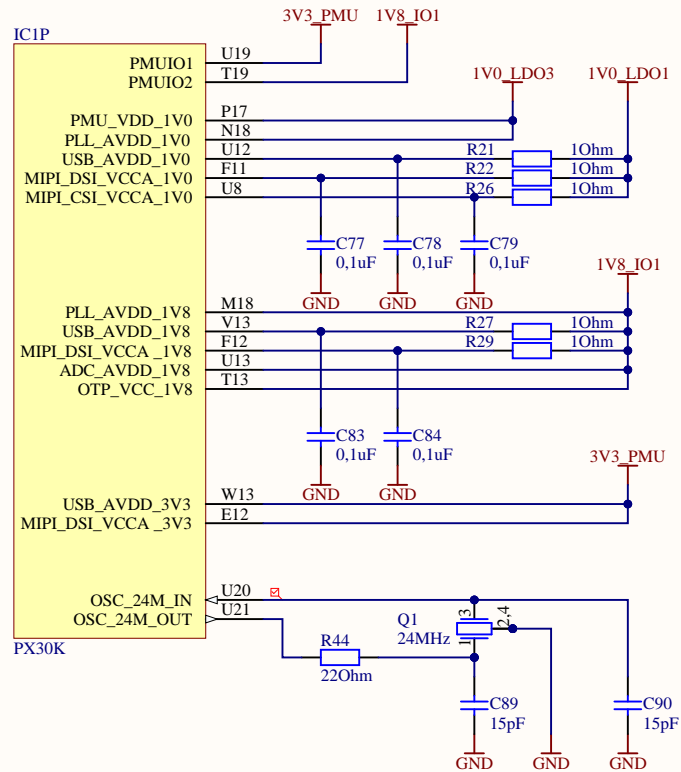 3V3_PMU 1V8_IO1
IC1P
PMUIO1 U19
PMUIO2 T19
1V0_LDO3 1V0_LDO1
PMU_VDD_1V0 P17
PLL_AVDD_1V0 N18
USB_AVDD_1V0 U12 R21 1Ohm
MIPI_DSI_VCCA_1V0 F11 R22 1Ohm
MIPI_CSI_VCCA_1V0 U8 R26 1Ohm
C77 C78 C79
0,1uF 0,1uF 0,1uF
1V8_IO1
GND GND GND
PLL_AVDD_1V8 M18
USB_AVDD_1V8 V13 R27 1Ohm
MIPI_DSI_VCCA _1V8 F12 R29 1Ohm
ADC_AVDD_1V8 U13
OTP_VCC_1V8 T13
C83 C84
0,1uF 0,1uF
3V3_PMU
GND GND
USB_AVDD_3V3 W13
MIPI_DSI_VCCA _3V3 E12
OSC_24M_IN U20
OSC_24M_OUT U21
Q1 3 2,4
24MHz 1
PX30K R44
22Ohm
C89 C90
15pF 15pF
GND GND GND